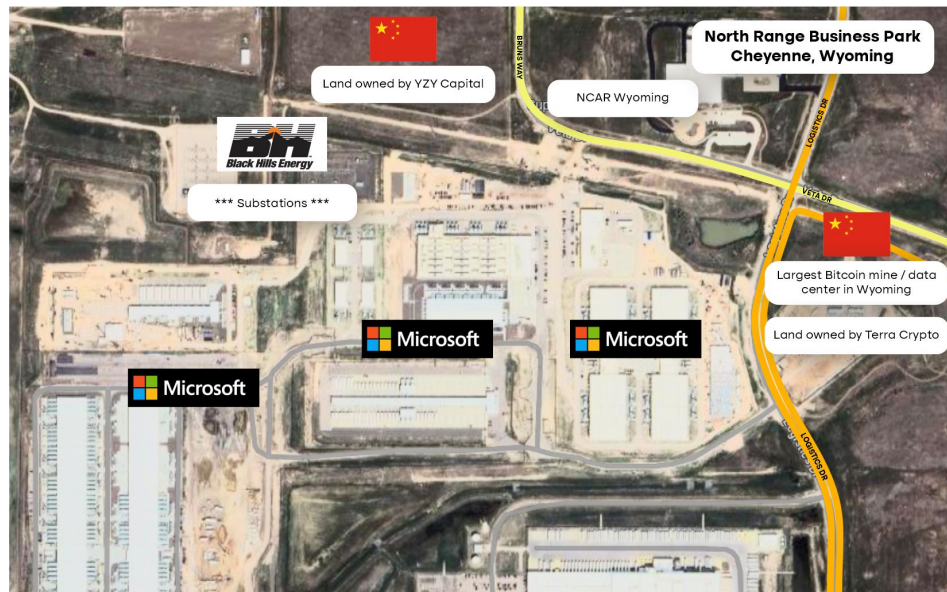 North Range Business Park
Cheyenne, Wyoming
BRUNS WAY
LOGISTICS DR
Land owned by YZY Capital
NCAR Wyoming
BH
Black Hills Energy
*** Substations ***
VETA DR
Largest Bitcoin mine / data
center in Wyoming
Land owned by Terra Crypto
Microsoft
Microsoft
Microsoft
LOGISTICS DR